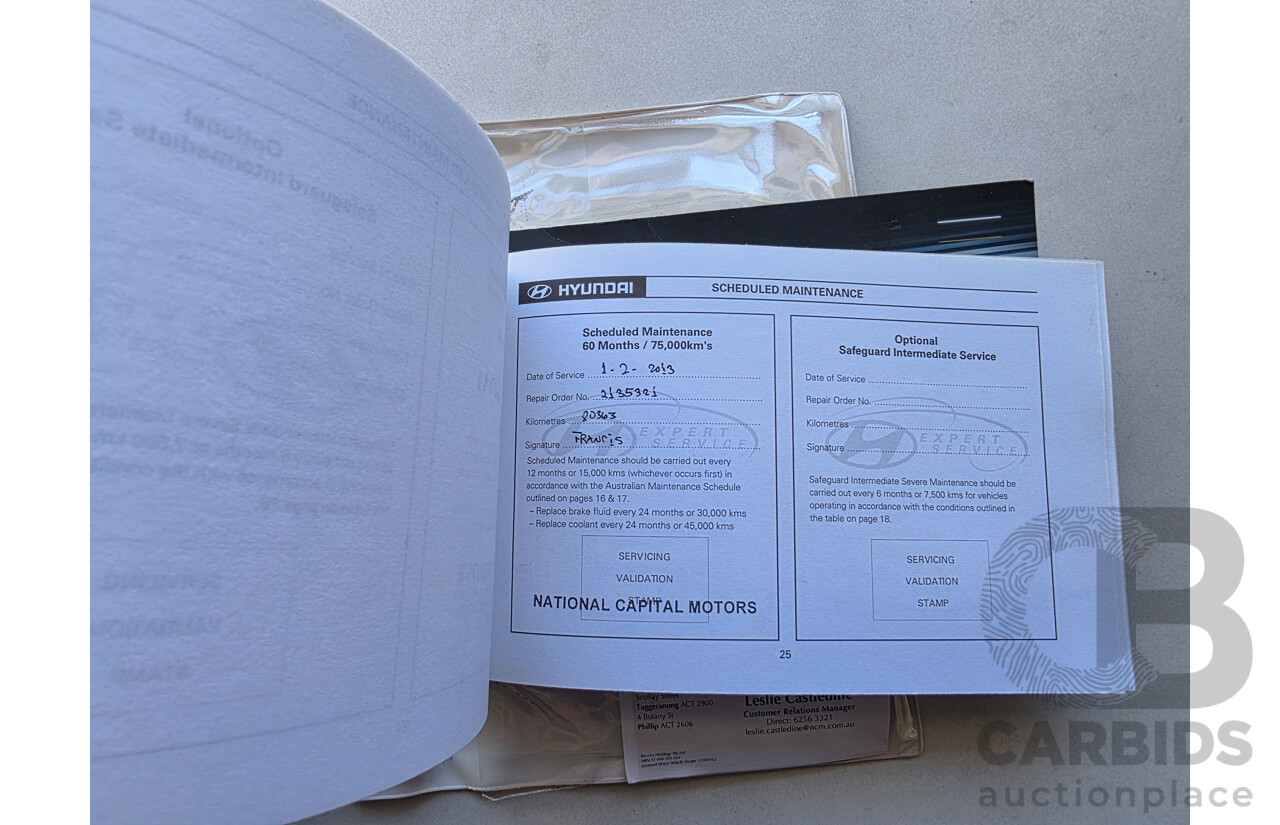 HYUNDAI
SCHEDULED MAINTENANCE
Scheduled Maintenance
60 Months / 75,000km's
Date of Service 1-2-2013
Repair Order No. 2135321
Kilometres 80363
Signature FRANCIS
EXPERT
SERVICE
Scheduled Maintenance should be carried out every
12 months or 15,000 kms (whichever occurs first) in
accordance with the Australian Maintenance Schedule
outlined on pages 16 & 17.
– Replace brake fluid every 24 months or 30,000 kms
– Replace coolant every 24 months or 45,000 kms
SERVICING
VALIDATION
STAMP
NATIONAL CAPITAL MOTORS
Optional
Safeguard Intermediate Service
Date of Service
Repair Order No.
Kilometres
Signature
EXPERT
SERVICE
Safeguard Intermediate Severe Maintenance should be
carried out every 6 months or 7,500 kms for vehicles
operating in accordance with the conditions outlined in
the table on page 18.
SERVICING
VALIDATION
STAMP
25
Street
Tuggeranong ACT 2900
4 Botany St
Phillip ACT 2606
Leslie Castledine
Customer Relations Manager
Direct: 6256 3321
leslie.castledine@ncm.com.au
CB
CARBIDS
auctionplace